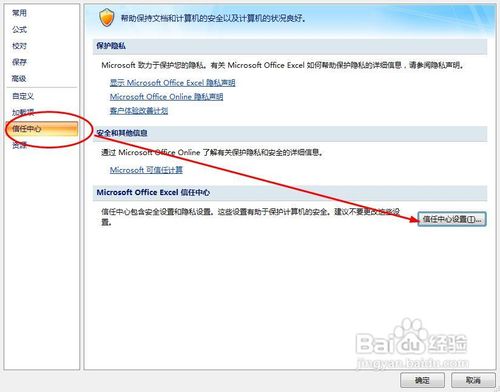 常用
公式
校对
保存
高级
自定义
加载项
信任中心
资源
帮助保持文档和计算机的安全以及计算机的状况良好。
保护隐私
Microsoft 致力于保护您的隐私。有关 Microsoft Office Excel 如何帮助保护隐私的详细信息，请参阅隐私声明。
显示 Microsoft Office Excel 隐私声明
Microsoft Office Online 隐私声明
客户体验改善计划
安全和其他信息
通过 Microsoft Office Online 了解有关保护隐私和安全的详细信息。
Microsoft 可信任计算
Microsoft Office Excel 信任中心
信任中心包含安全设置和隐私设置。这些设置有助于保护计算机的安全。建议不要更改这些设
置。
信任中心设置(T)...
Baidu 经验
jingyan.baidu.com
确定
取消